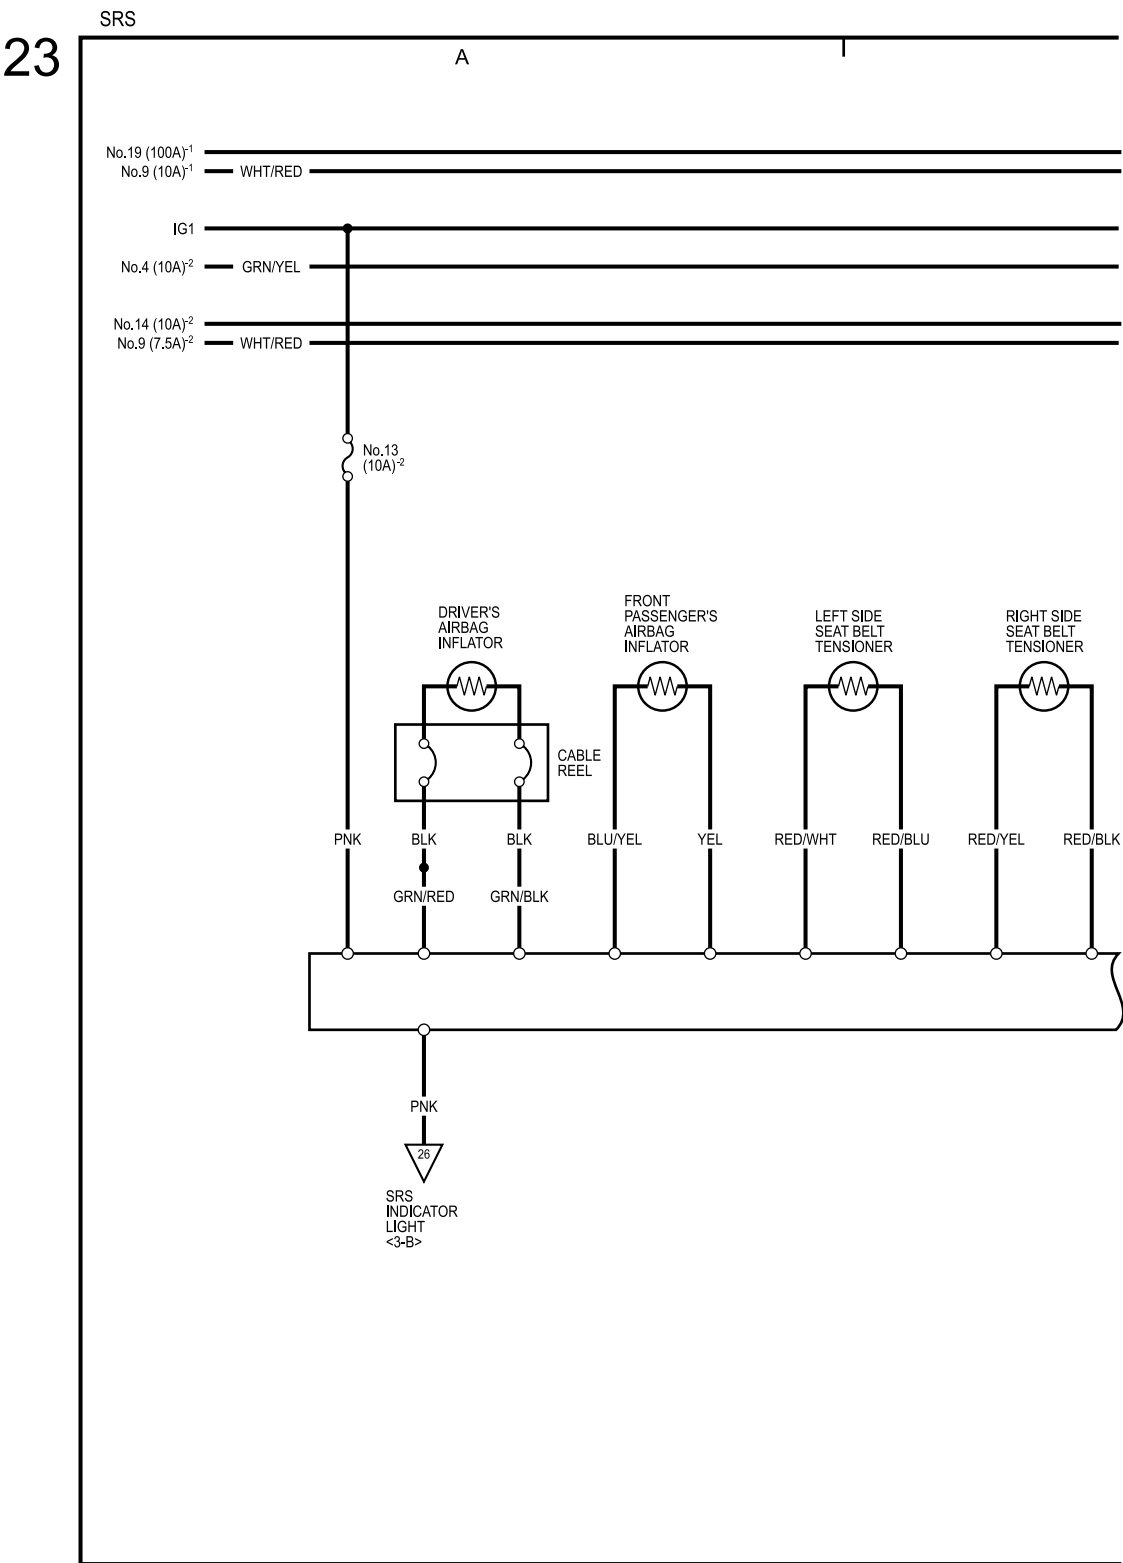 SRS
23
A
No.19 (100A)-1
No.9 (10A)-1 WHT/RED
IG1
No.4 (10A)-2 GRN/YEL
No.14 (10A)-2
No.9 (7.5A)-2 WHT/RED
No.13
(10A)-2
DRIVER'S
AIRBAG
INFLATOR
FRONT
PASSENGER'S
AIRBAG
INFLATOR
LEFT SIDE
SEAT BELT
TENSIONER
RIGHT SIDE
SEAT BELT
TENSIONER
CABLE
REEL
PNK BLK BLK BLU/YEL YEL RED/WHT RED/BLU RED/YEL RED/BLK
GRN/RED GRN/BLK
PNK
26
SRS
INDICATOR
LIGHT
<3-B>